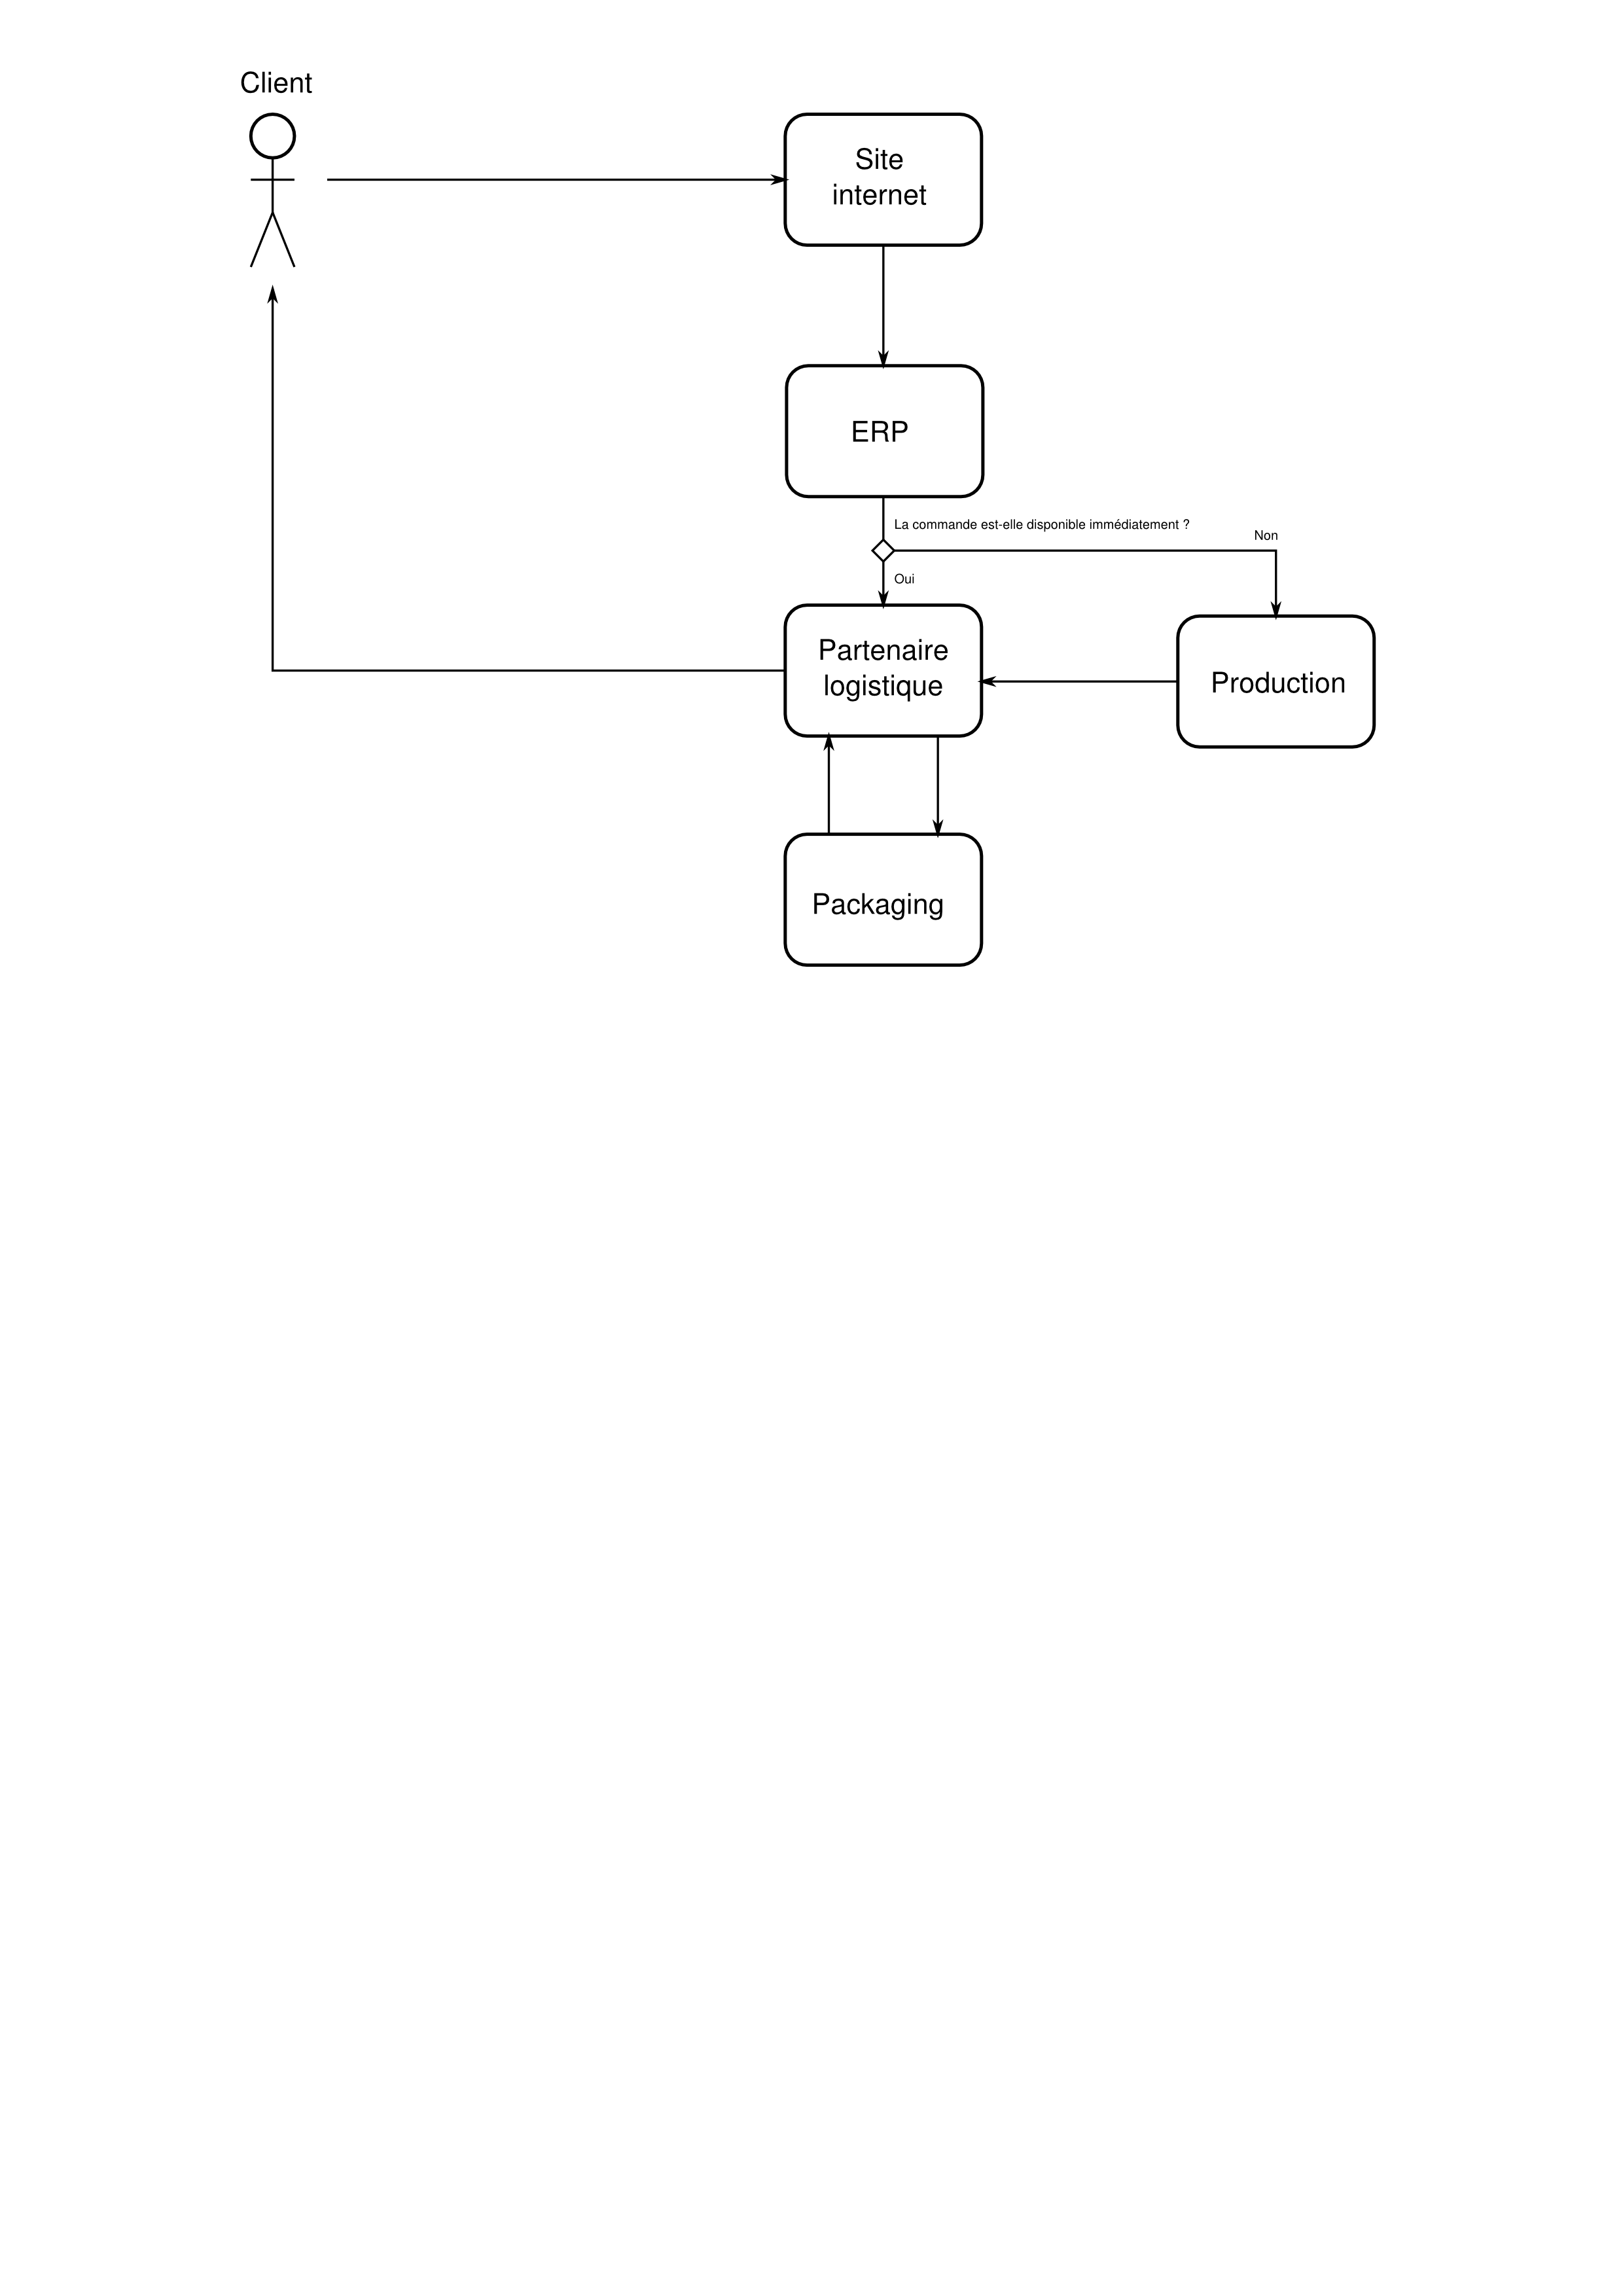 Client
Site
internet
ERP
La commande est-elle disponible immédiatement ?
Non
Oui
Partenaire
logistique
Production
Packaging